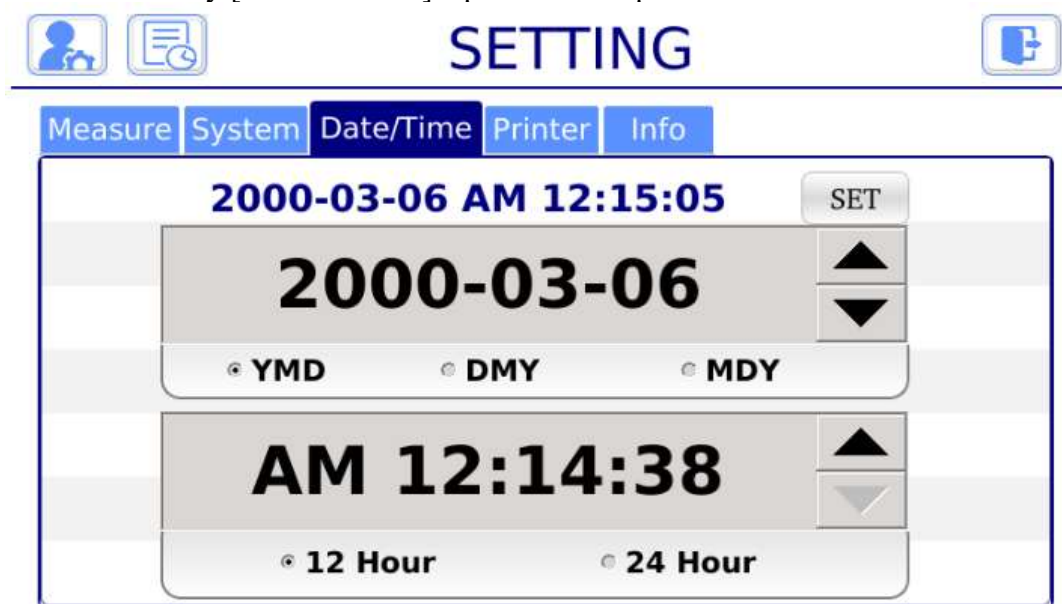 SETTING
Measure System Date/Time Printer Info
2000-03-06 AM 12:15:05 SET
2000-03-06
YMD DMY MDY
AM 12:14:38
12 Hour 24 Hour